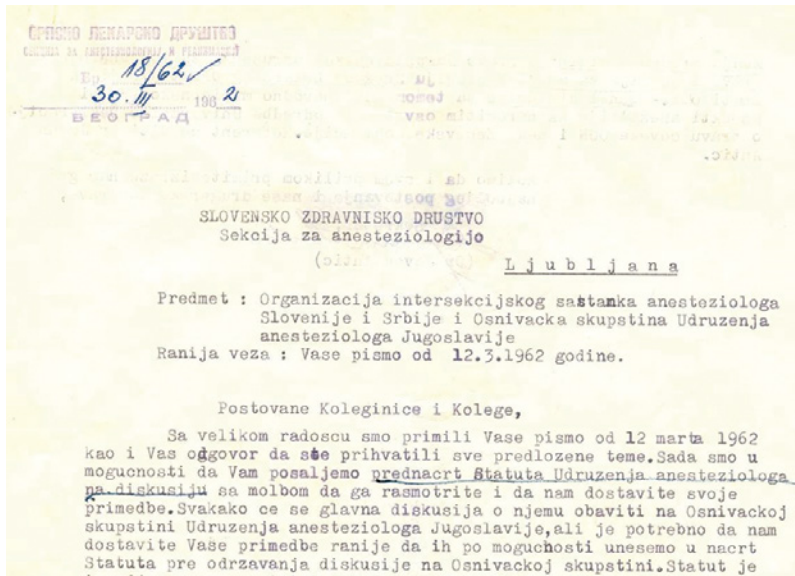 СРПСКО ЛЕКАРСКО ДРУШТВО
СЕКЦИЈА ЗА АНЕСТЕЗИОЛОГИЈУ И РЕАНИМАЦИЈУ
18/62
30. III 1962
БЕОГРАД
SLOVENSKO ZDRAVNISKO DRUSTVO
Sekcija za anesteziologijo
Ljubljana
Predmet : Organizacija intersekcijskog sastanka anesteziologa
Slovenije i Srbije i Osnivacka skupstina Udruzenja
anesteziologa Jugoslavije
Ranija veza : Vase pismo od 12.3.1962 godine.
Postovane Koleginice i Kolege,
Sa velikom radoscu smo primili Vase pismo od 12 marta 1962
kao i Vas odgovor da ste prihvatili sve predlozene teme.Sada smo u
mogucnosti da Vam posaljemo prednacrt Statuta Udruzenja anesteziologa
na diskusiju sa molbom da ga rasmotrite i da nam dostavite svoje
primedbe.Svakako ce se glavna diskusija o njemu obaviti na Osnivackoj
skupstini Udruzenja anesteziologa Jugoslavije,ali je potrebno da nam
dostavite Vase primedbe ranije da ih po mogucnosti unesemo u nacrt
Statuta pre odrzavanja diskusije na Osnivackoj skupstini.Statut je